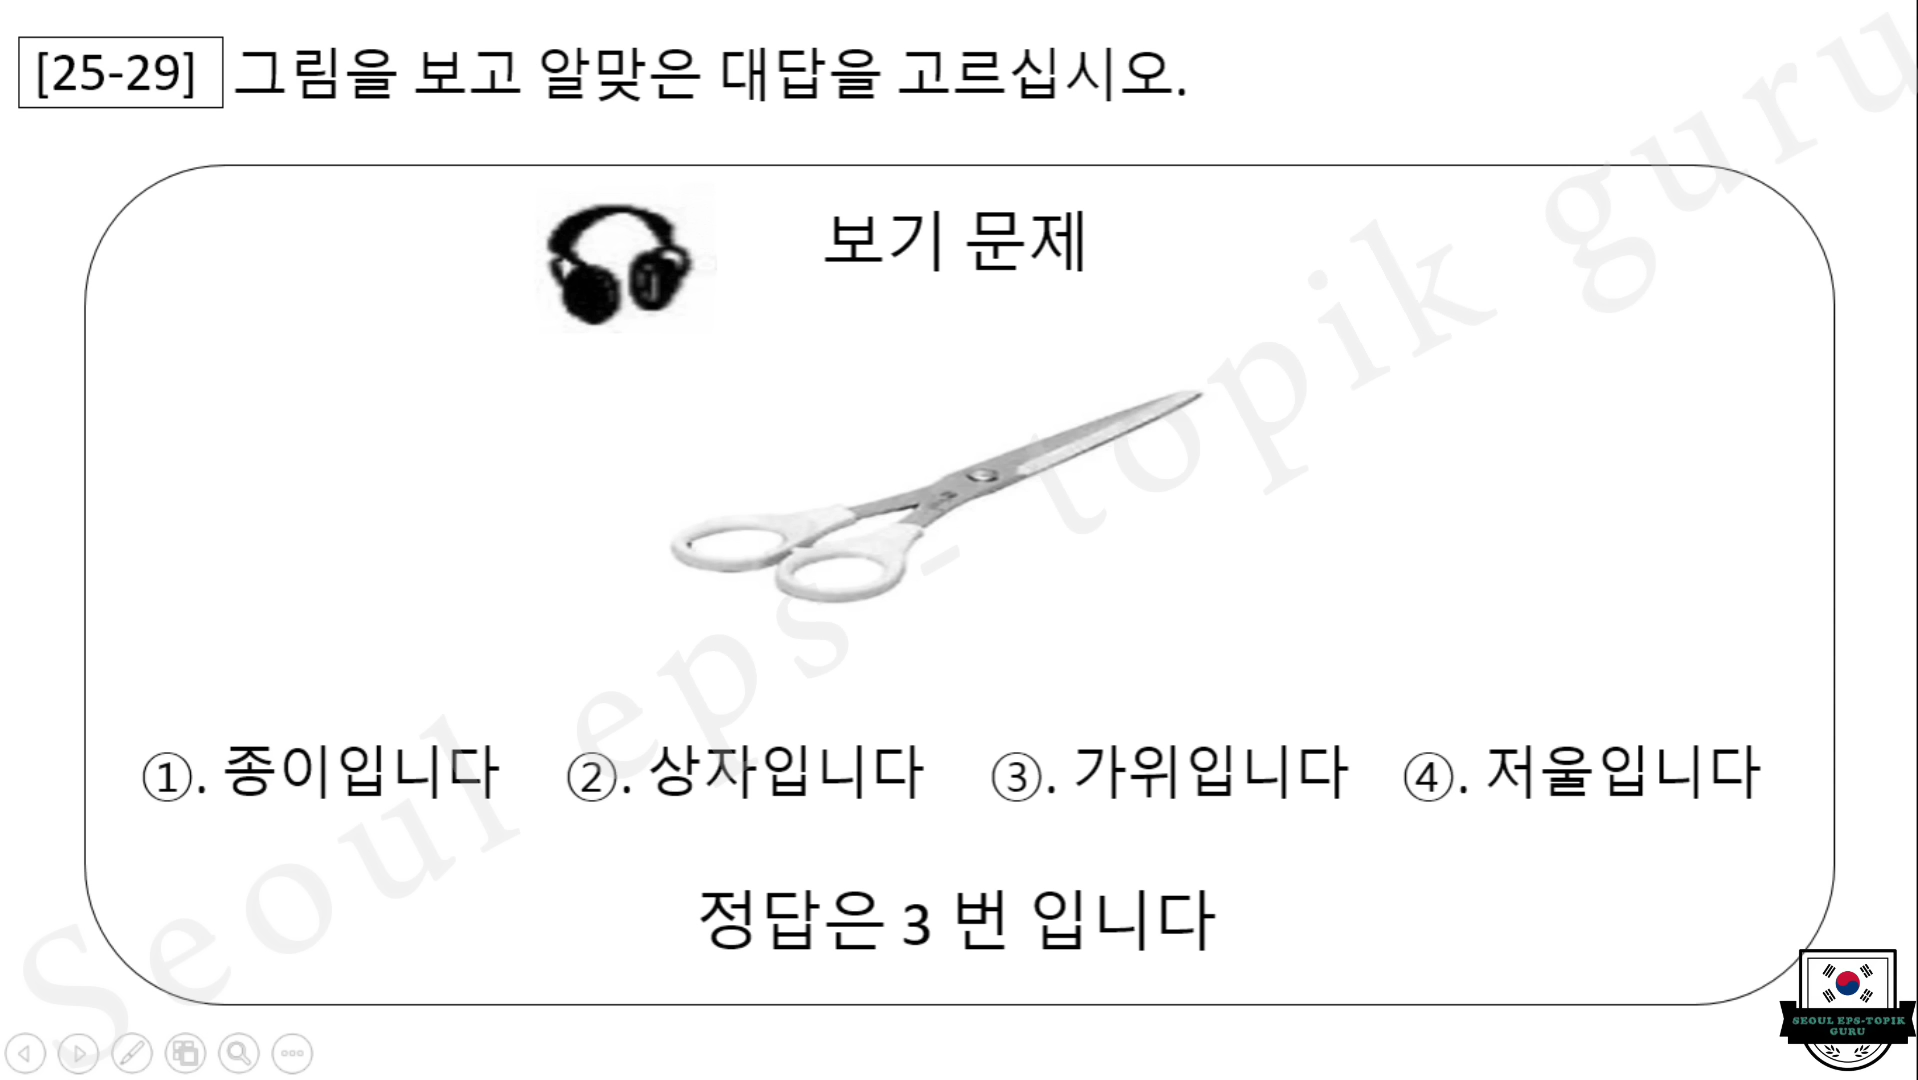 [25-29] 그림을 보고 알맞은 대답을 고르십시오.
보기 문제
①. 종이입니다 ②. 상자입니다 ③. 가위입니다 ④. 저울입니다
정답은 3 번 입니다
Seoul eps-topik guru
SEOUL EPS-TOPIK
GURU